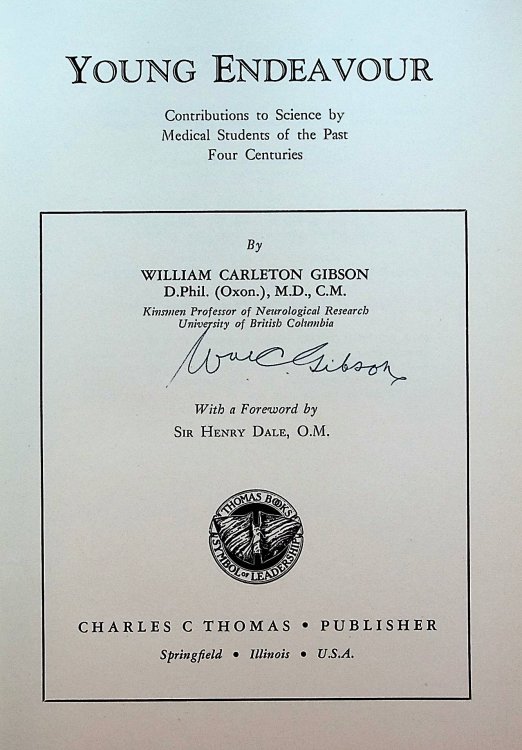 YOUNG ENDEAVOUR
Contributions to Science by
Medical Students of the Past
Four Centuries
By
WILLIAM CARLETON GIBSON
D.Phil. (Oxon.), M.D., C.M.
Kinsmen Professor of Neurological Research
University of British Columbia
Wm C. Gibson
With a Foreword by
SIR HENRY DALE, O.M.
THOMAS BOOKS
SYMBOL OF LEADERSHIP
CHARLES C THOMAS • PUBLISHER
Springfield • Illinois • U.S.A.